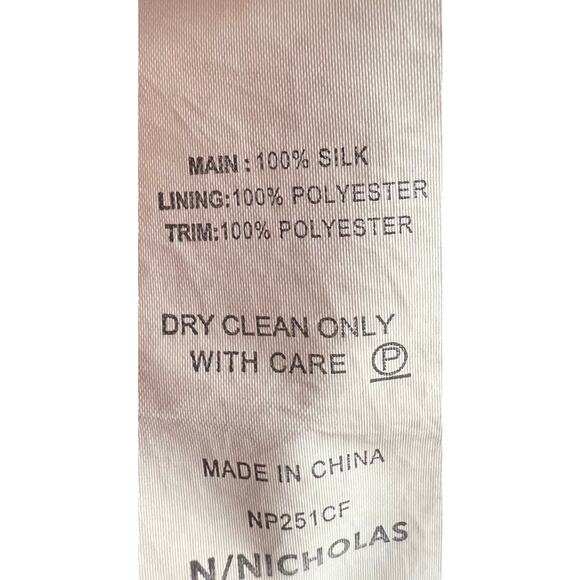 MAIN : 100% SILK
LINING:100% POLYESTER
TRIM:100% POLYESTER
DRY CLEAN ONLY
WITH CARE Ⓟ
MADE IN CHINA
NP251CF
N/NICHOLAS